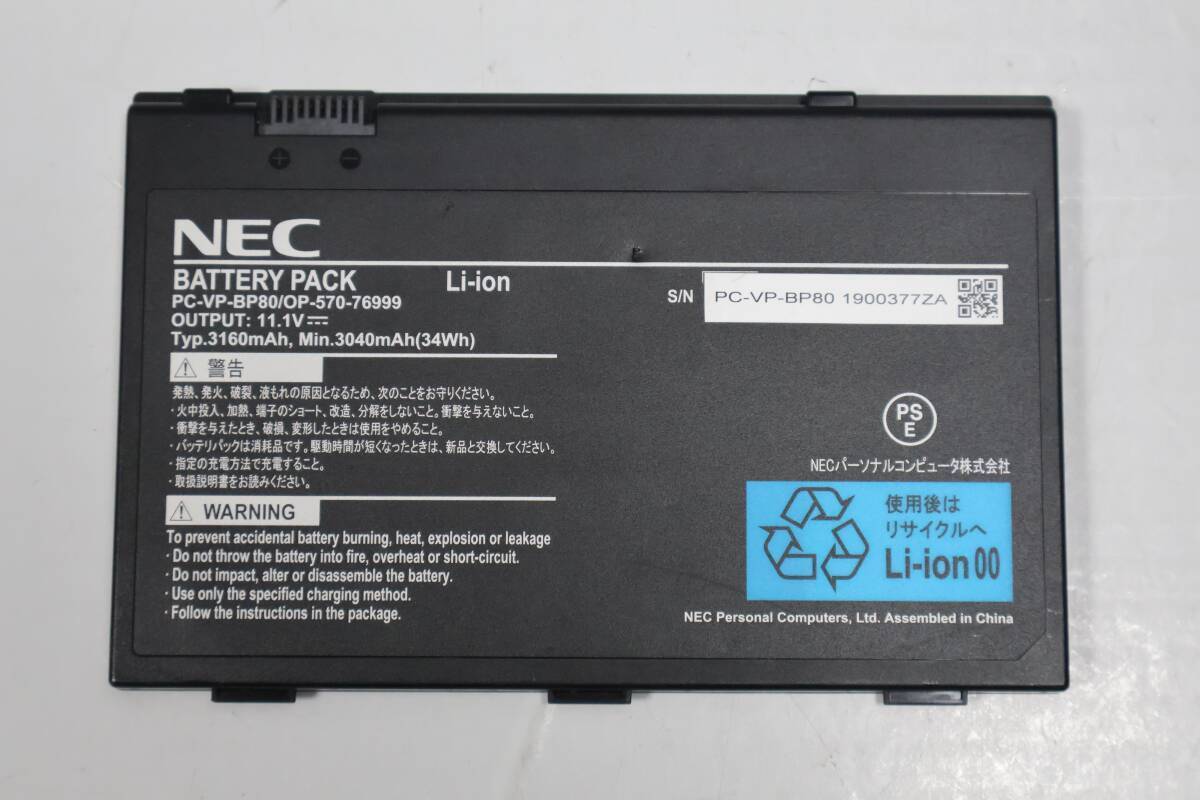 NEC
BATTERY PACK Li-ion
PC-VP-BP80/OP-570-76999
OUTPUT: 11.1V⎓
Typ.3160mAh, Min.3040mAh(34Wh)
S/N PC-VP-BP80 1900377ZA
⚠ 警告
発熱、発火、破裂、液もれの原因となるため、次のことをお守りください。
・火中投入、加熱、端子のショート、改造、分解をしないこと。衝撃を与えないこと。
・衝撃を与えたとき、破損、変形したときは使用をやめること。
・バッテリパックは消耗品です。駆動時間が短くなったときは、新品と交換してください。
・指定の充電方法で充電すること。
・取扱説明書をお読みください。
⚠ WARNING
To prevent accidental battery burning, heat, explosion or leakage
· Do not throw the battery into fire, overheat or short-circuit.
· Do not impact, alter or disassemble the battery.
· Use only the specified charging method.
· Follow the instructions in the package.
PS
E
NECパーソナルコンピュータ株式会社
使用後は
リサイクルへ
Li-ion 00
NEC Personal Computers, Ltd. Assembled in China